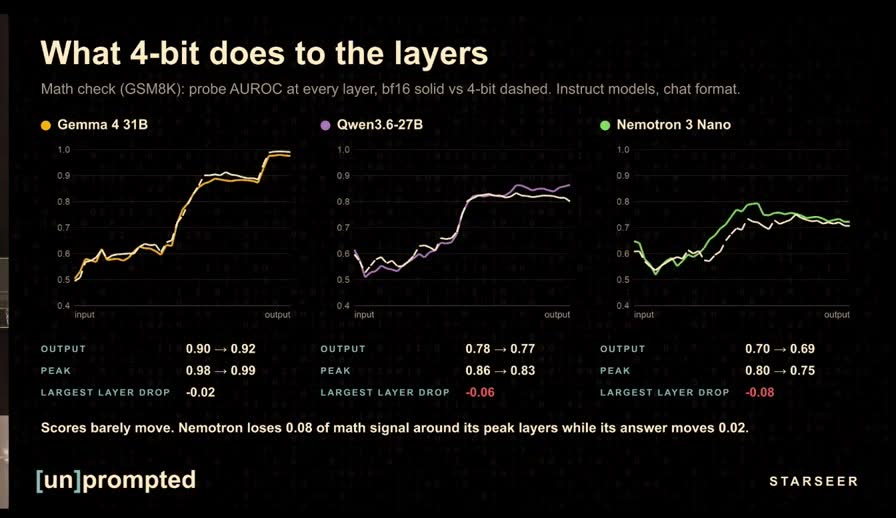 What 4-bit does to the layers
Math check (GSM8K): probe AUROC at every layer, bf16 solid vs 4-bit dashed. Instruct models, chat format.
Gemma 4 31B
1.0
0.9
0.8
0.7
0.6
0.5
0.4
input output
OUTPUT 0.90 → 0.92
PEAK 0.98 → 0.99
LARGEST LAYER DROP -0.02
Qwen3.6-27B
1.0
0.9
0.8
0.7
0.6
0.5
0.4
input output
OUTPUT 0.78 → 0.77
PEAK 0.86 → 0.83
LARGEST LAYER DROP -0.06
Nemotron 3 Nano
1.0
0.9
0.8
0.7
0.6
0.5
0.4
input output
OUTPUT 0.70 → 0.69
PEAK 0.80 → 0.75
LARGEST LAYER DROP -0.08
Scores barely move. Nemotron loses 0.08 of math signal around its peak layers while its answer moves 0.02.
[un]prompted
STARSEER